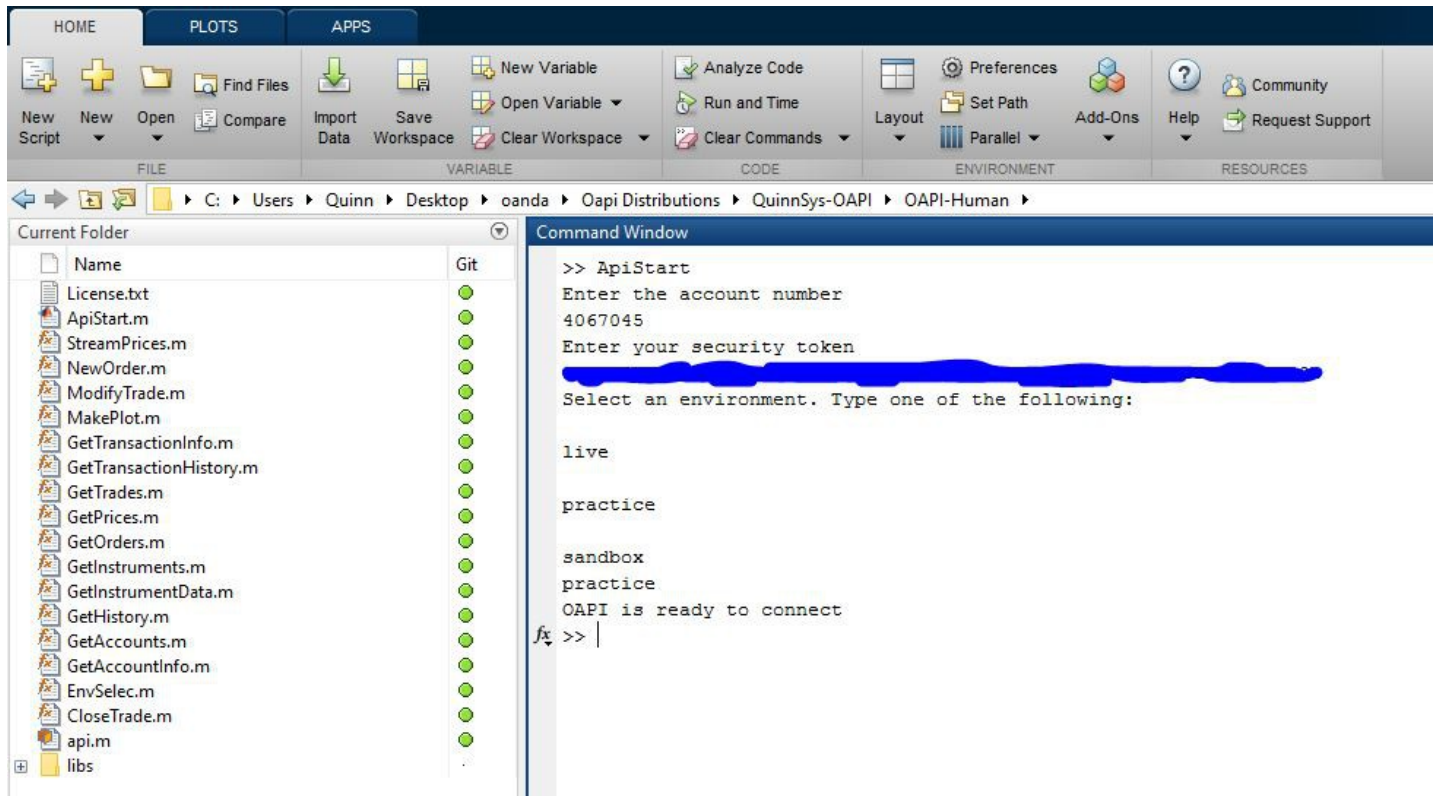 HOME PLOTS APPS
New Script
New
Open
Find Files
Compare
Import Data
Save Workspace
New Variable
Open Variable
Clear Workspace
Analyze Code
Run and Time
Clear Commands
Layout
Preferences
Set Path
Parallel
Add-Ons
Help
Community
Request Support
FILE VARIABLE CODE ENVIRONMENT RESOURCES
C: Users Quinn Desktop oanda Oapi Distributions QuinnSys-OAPI OAPI-Human
Current Folder
Name Git
License.txt
ApiStart.m
StreamPrices.m
NewOrder.m
ModifyTrade.m
MakePlot.m
GetTransactionInfo.m
GetTransactionHistory.m
GetTrades.m
GetPrices.m
GetOrders.m
GetInstruments.m
GetInstrumentData.m
GetHistory.m
GetAccounts.m
GetAccountInfo.m
EnvSelec.m
CloseTrade.m
api.m
libs
Command Window
>> ApiStart
Enter the account number
4067045
Enter your security token
Select an environment. Type one of the following:
live
practice
sandbox
practice
OAPI is ready to connect
fx >>